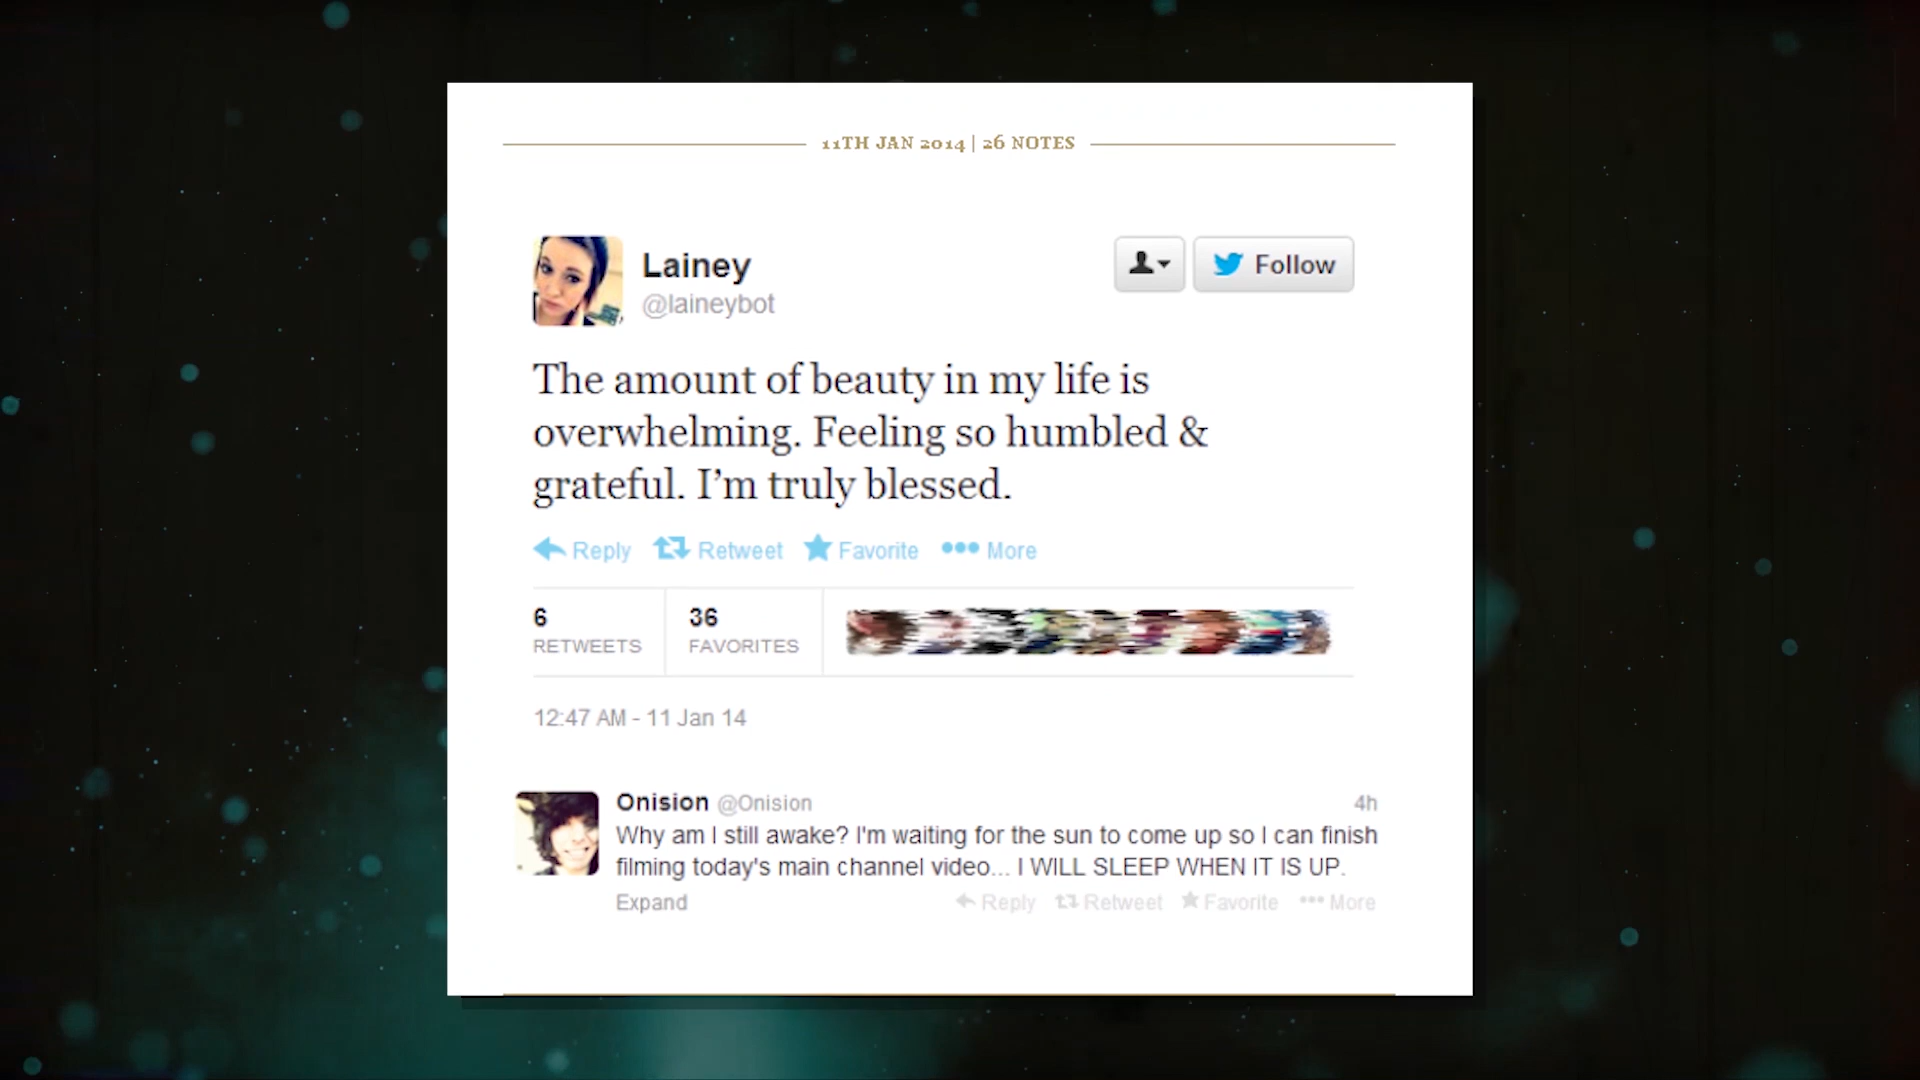 11TH JAN 2014 | 26 NOTES
Lainey
@laineybot
Follow
The amount of beauty in my life is
overwhelming. Feeling so humbled &
grateful. I'm truly blessed.
Reply Retweet Favorite More
6 36
RETWEETS FAVORITES
12:47 AM - 11 Jan 14
Onision @Onision 4h
Why am I still awake? I'm waiting for the sun to come up so I can finish
filming today's main channel video... I WILL SLEEP WHEN IT IS UP.
Expand Reply Retweet Favorite More